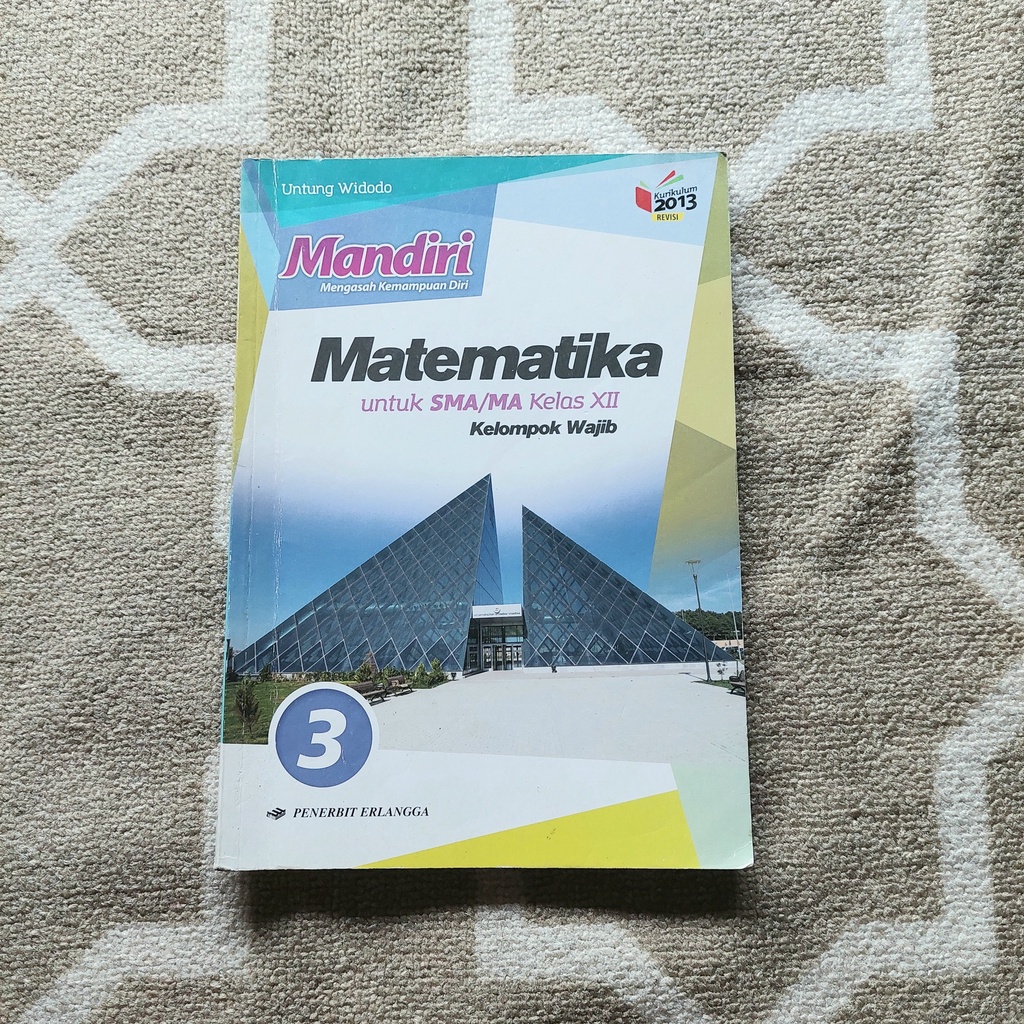 Untung Widodo
Kurikulum
2013
REVISI
Mandiri
Mengasah Kemampuan Diri
Matematika
untuk SMA/MA Kelas XII
Kelompok Wajib
3
PENERBIT ERLANGGA